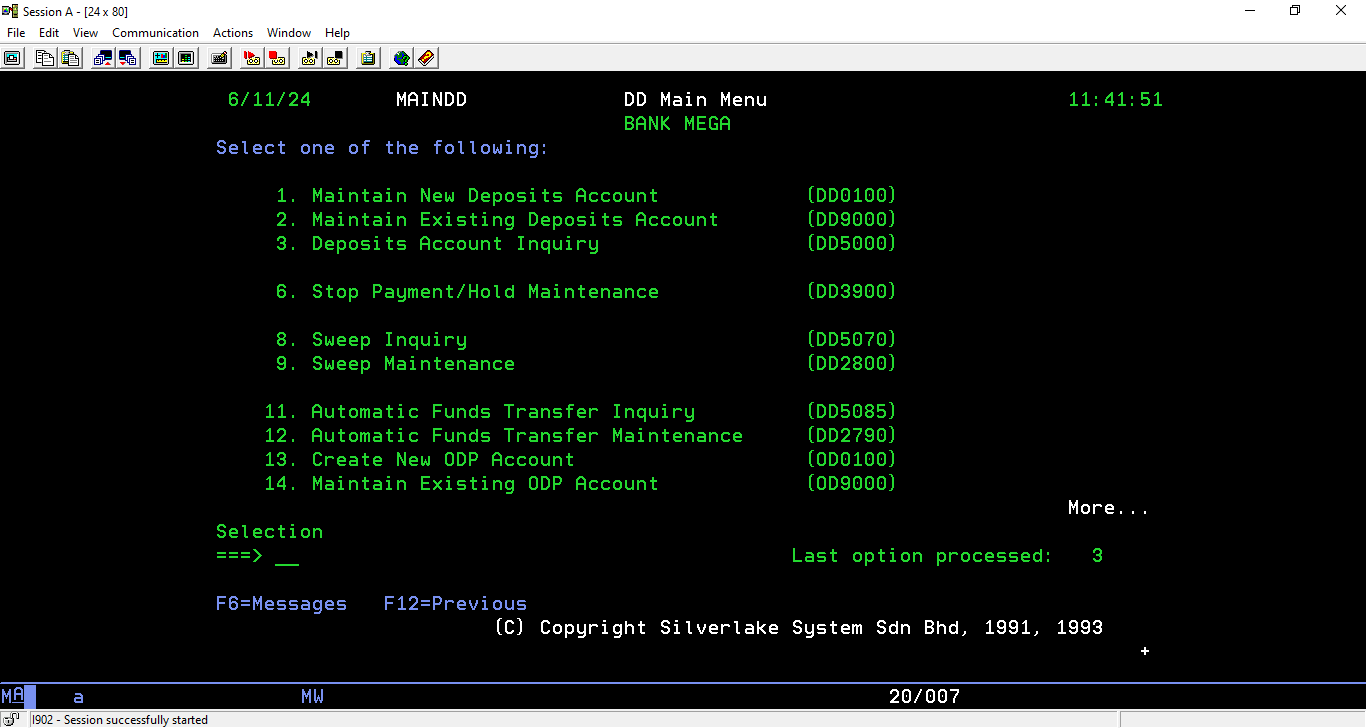 Session A - [24 x 80]
File Edit View Communication Actions Window Help
6/11/24 MAINDD DD Main Menu 11:41:51
BANK MEGA
Select one of the following:
1. Maintain New Deposits Account (DD0100)
2. Maintain Existing Deposits Account (DD9000)
3. Deposits Account Inquiry (DD5000)
6. Stop Payment/Hold Maintenance (DD3900)
8. Sweep Inquiry (DD5070)
9. Sweep Maintenance (DD2800)
11. Automatic Funds Transfer Inquiry (DD5085)
12. Automatic Funds Transfer Maintenance (DD2790)
13. Create New ODP Account (OD0100)
14. Maintain Existing ODP Account (OD9000)
More...
Selection
===> __ Last option processed: 3
F6=Messages F12=Previous
(C) Copyright Silverlake System Sdn Bhd, 1991, 1993
+
MA a MW 20/007
I902 - Session successfully started